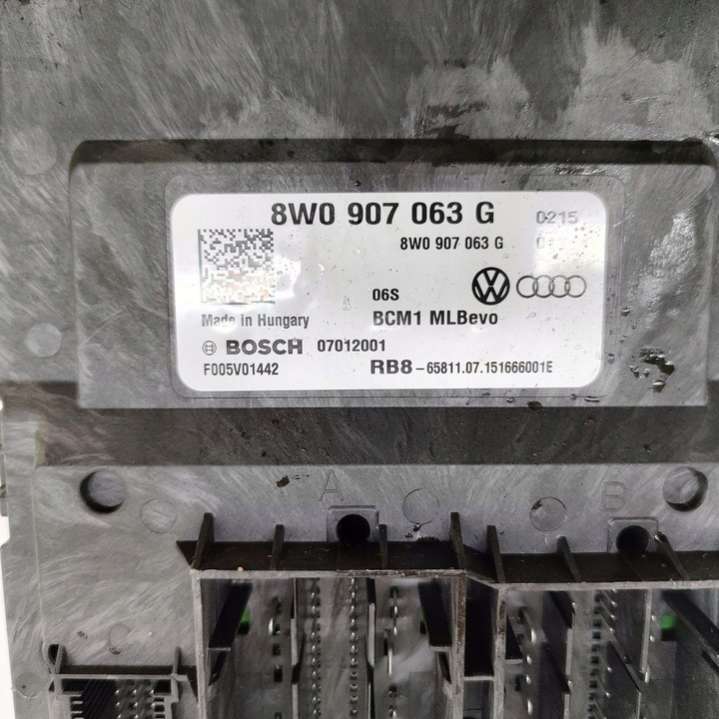 8W0 907 063 G 0215
8W0 907 063 G
06S
Made in Hungary BCM1 MLBevo
BOSCH 07012001
F005V01442 RB8-65811.07.151666001E
A B